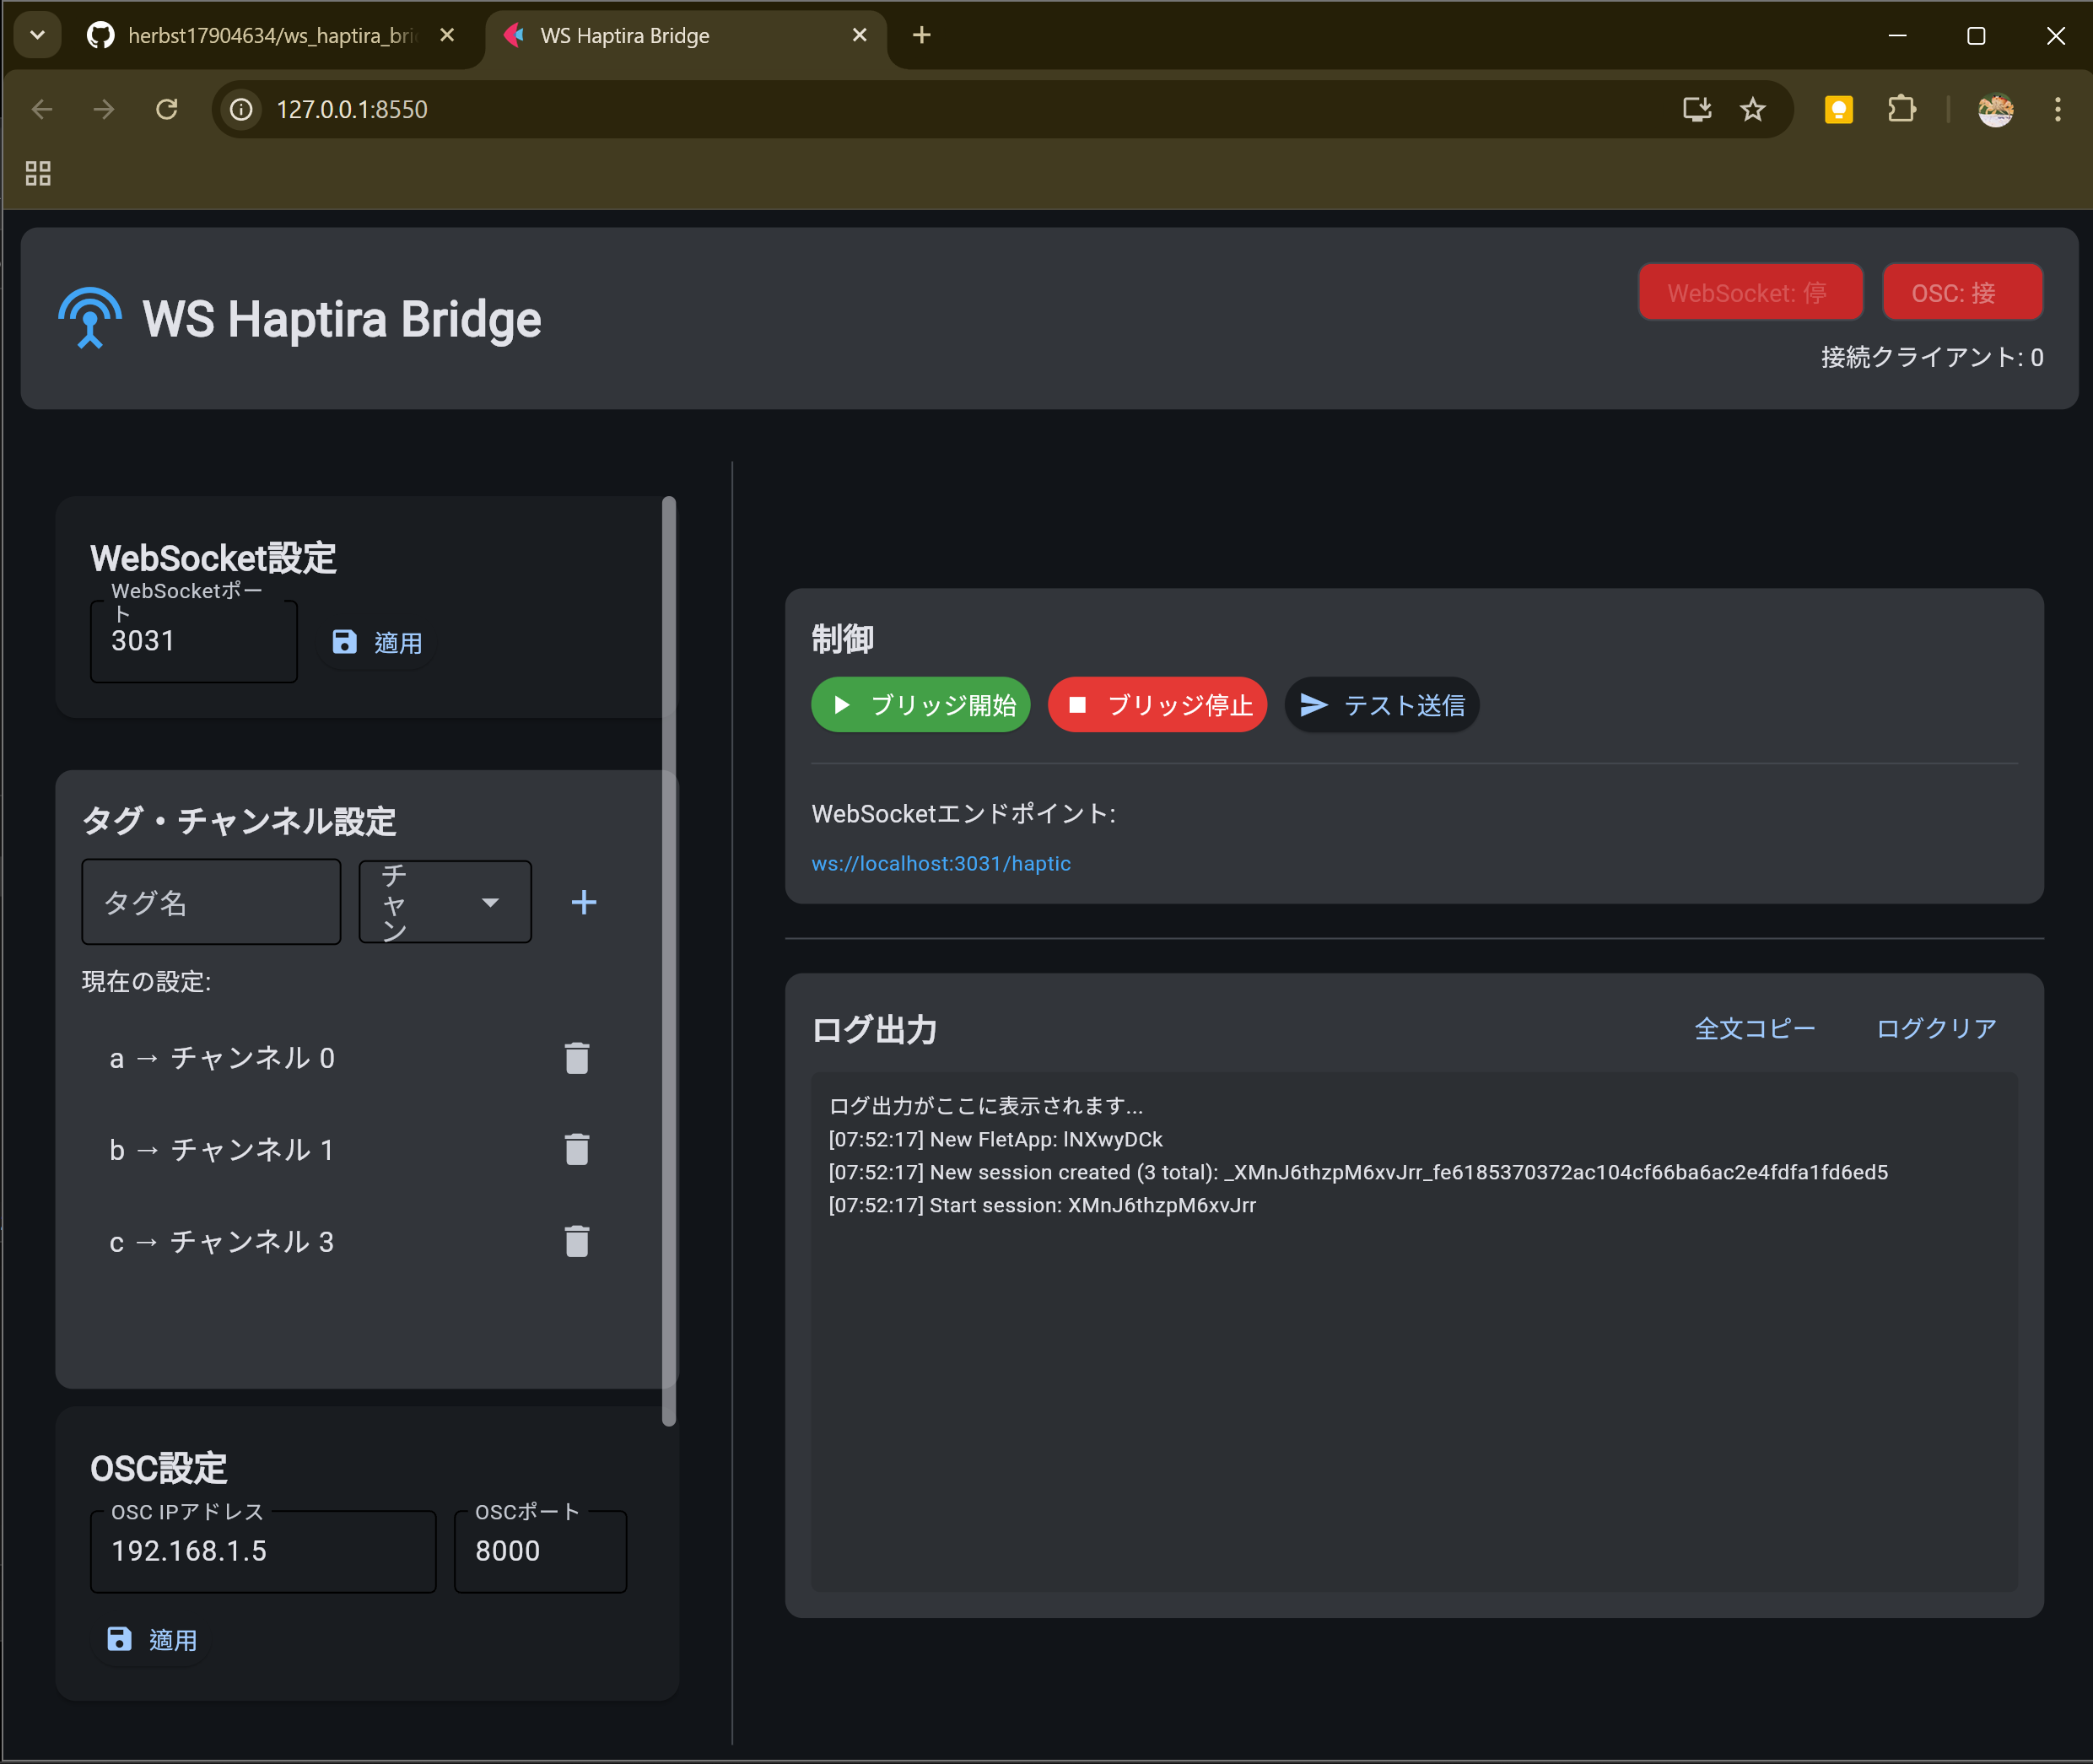 herbst17904634/ws_haptira_bri
WS Haptira Bridge
127.0.0.1:8550
WS Haptira Bridge
WebSocket: 停
OSC: 接
接続クライアント: 0
WebSocket設定
WebSocketポー
ト
3031
適用
タグ・チャンネル設定
タグ名
チ
ャ
ン
現在の設定:
a → チャンネル 0
b → チャンネル 1
c → チャンネル 3
OSC設定
OSC IPアドレス
192.168.1.5
OSCポート
8000
適用
制御
ブリッジ開始
ブリッジ停止
テスト送信
WebSocketエンドポイント:
ws://localhost:3031/haptic
ログ出力
全文コピー
ログクリア
ログ出力がここに表示されます...
[07:52:17] New FletApp: lNXwyDCk
[07:52:17] New session created (3 total): _XMnJ6thzpM6xvJrr_fe6185370372ac104cf66ba6ac2e4fdfa1fd6ed5
[07:52:17] Start session: XMnJ6thzpM6xvJrr